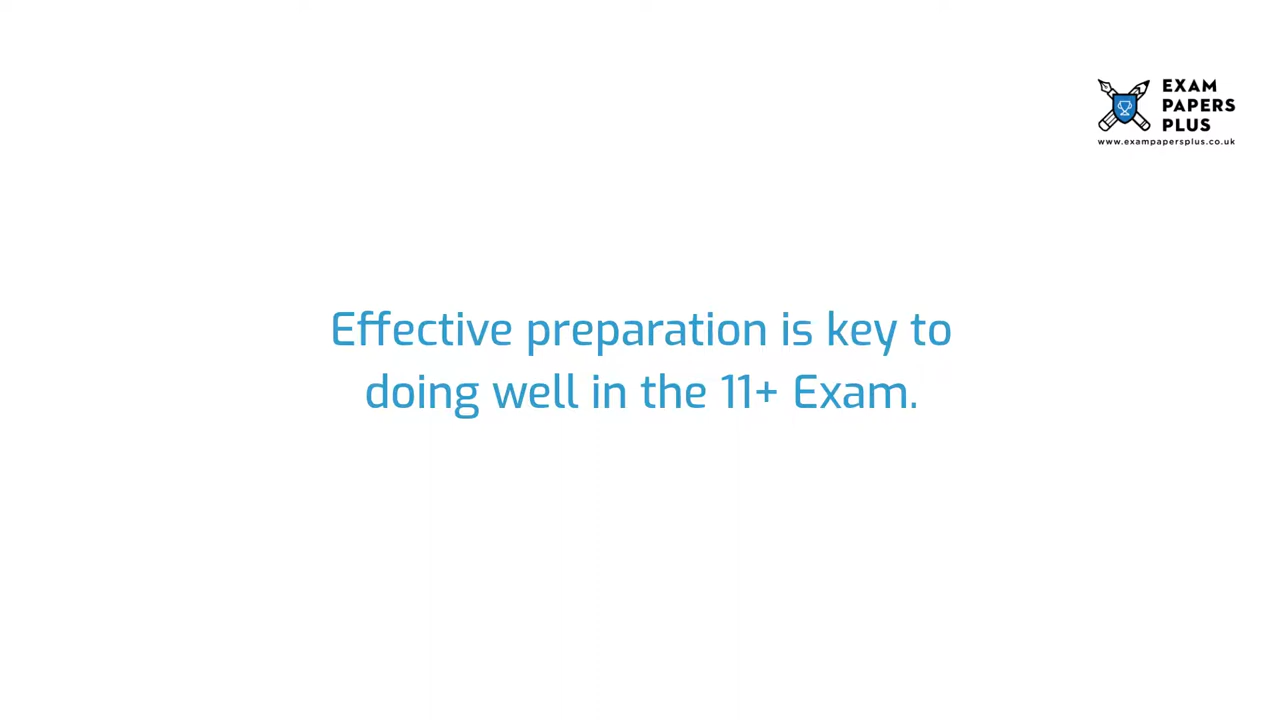 EXAM
PAPERS
PLUS
www.exampapersplus.co.uk
Effective preparation is key to
doing well in the 11+ Exam.